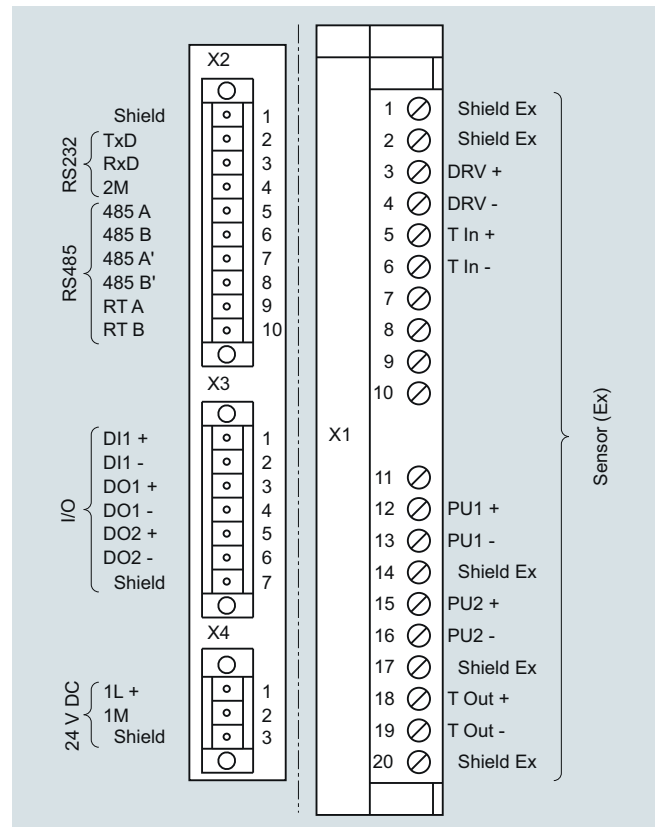 X2
Shield 1
RS232
TxD 2
RxD 3
2M 4
RS485
485 A 5
485 B 6
485 A' 7
485 B' 8
RT A 9
RT B 10
X3
I/O
DI1 + 1
DI1 - 2
DO1 + 3
DO1 - 4
DO2 + 5
DO2 - 6
Shield 7
X4
24 V DC
1L + 1
1M 2
Shield 3
X1
1 Shield Ex
2 Shield Ex
3 DRV +
4 DRV -
5 T In +
6 T In -
7
8
9
10
11
12 PU1 +
13 PU1 -
14 Shield Ex
15 PU2 +
16 PU2 -
17 Shield Ex
18 T Out +
19 T Out -
20 Shield Ex
Sensor (Ex)